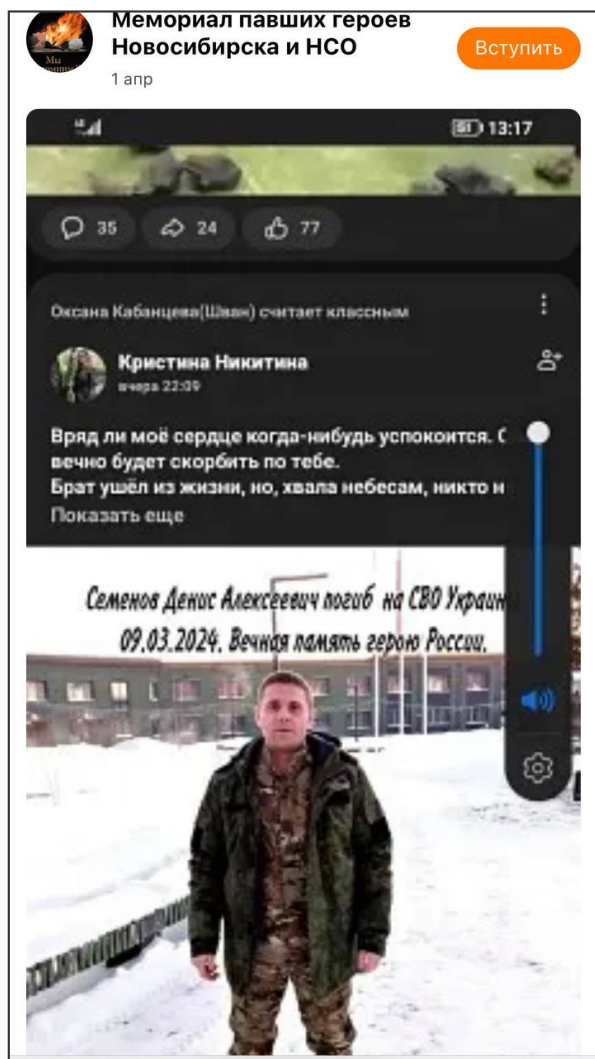 Мемориал павших героев
Новосибирска и НСО
Вступить
1 апр
13:17
35
24
77
Оксана Кабанцева(Шван) считает классным
Кристина Никитина
вчера 22:09
Вряд ли моё сердце когда-нибудь успокоится.
вечно будет скорбить по тебе.
Брат ушёл из жизни, но, хвала небесам, никто
Показать еще
Семенов Денис Алексеевич погиб на СВО
09.03.2024. Вечная память герою России.